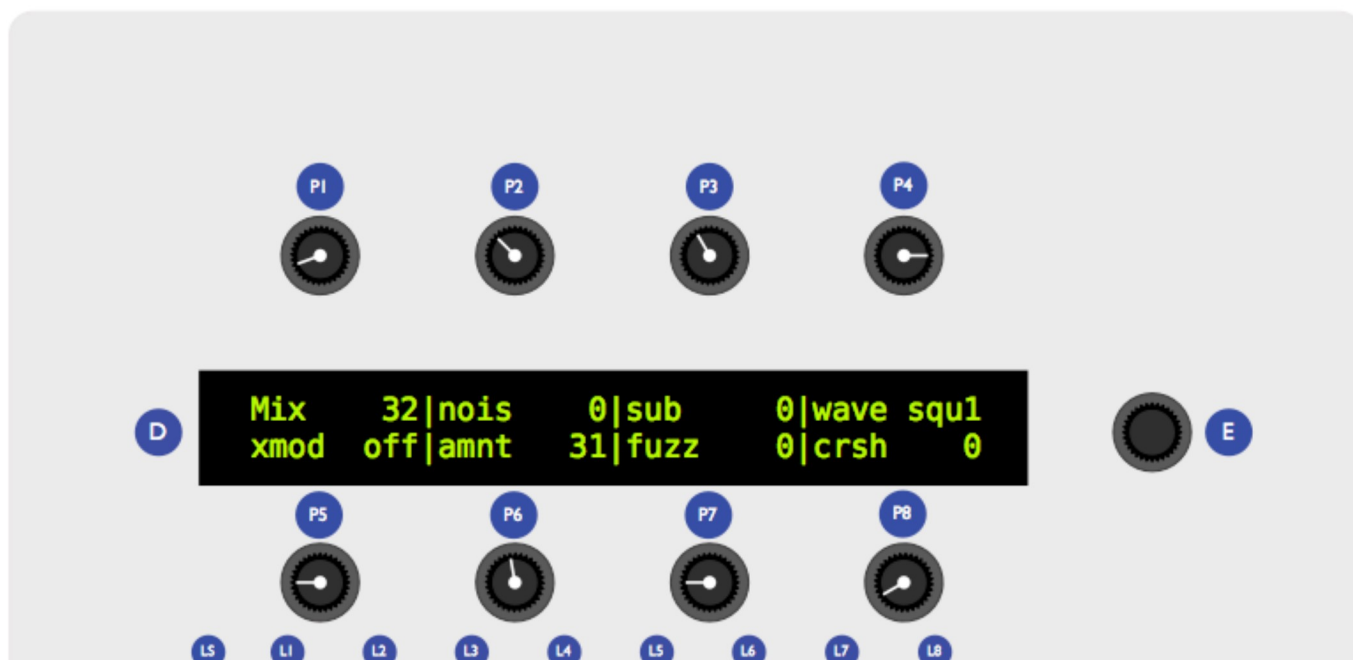 P1 P2 P3 P4
D
Mix 32|nois 0|sub 0|wave squ1
xmod off|amnt 31|fuzz 0|crsh 0
E
P5 P6 P7 P8
LS L1 L2 L3 L4 L5 L6 L7 L8